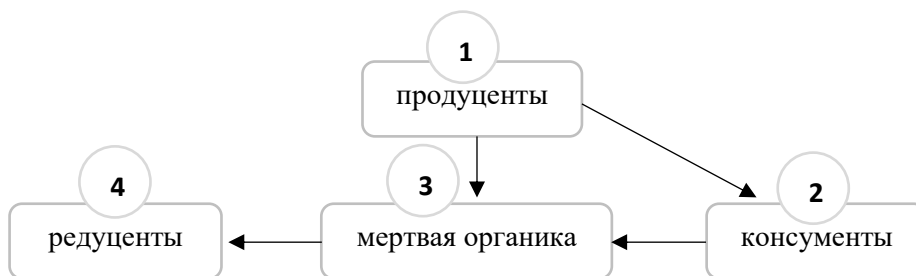 1
продуценты
4
3
2
редуценты
мертвая органика
консументы